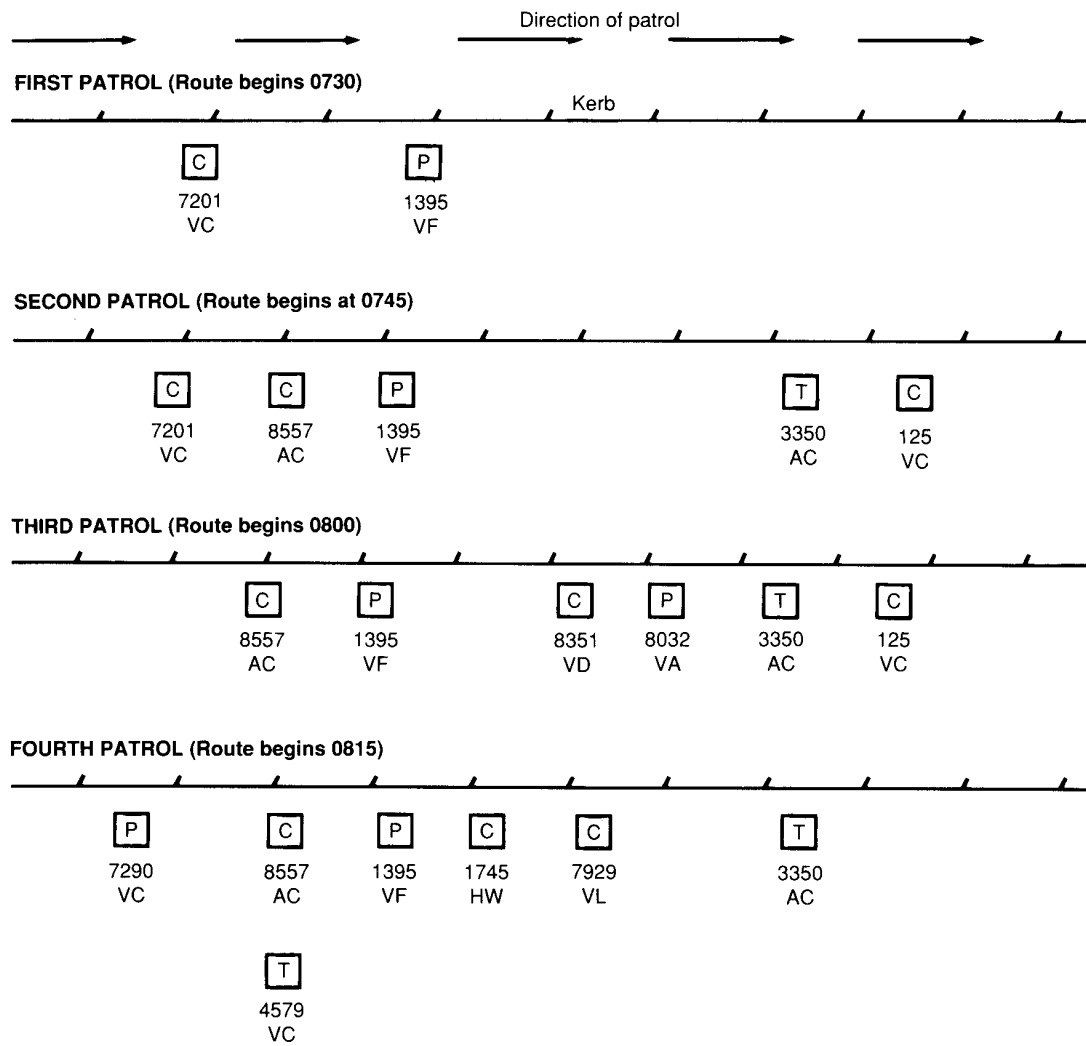 Direction of patrol
FIRST PATROL (Route begins 0730)
Kerb
C P
7201 1395
VC VF
SECOND PATROL (Route begins at 0745)
C C P T C
7201 8557 1395 3350 125
VC AC VF AC VC
THIRD PATROL (Route begins 0800)
C P C P T C
8557 1395 8351 8032 3350 125
AC VF VD VA AC VC
FOURTH PATROL (Route begins 0815)
P C P C C T
7290 8557 1395 1745 7929 3350
VC AC VF HW VL AC
T
4579
VC